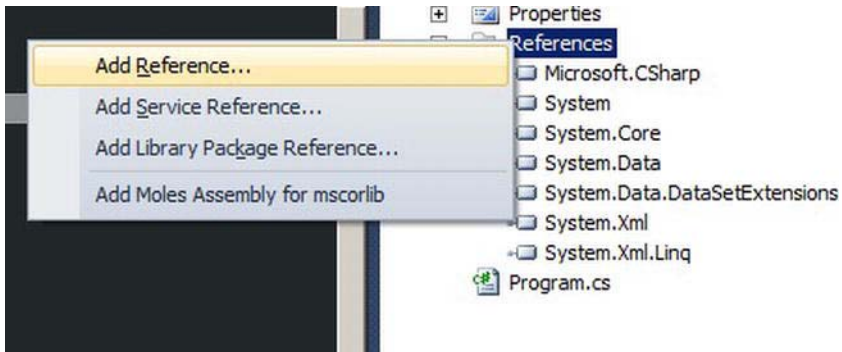 Properties
References
Add Reference...
Microsoft.CSharp
Add Service Reference...
System
System.Core
Add Library Package Reference...
System.Data
Add Moles Assembly for mscorlib
System.Data.DataSetExtensions
System.Xml
System.Xml.Linq
C#
Program.cs